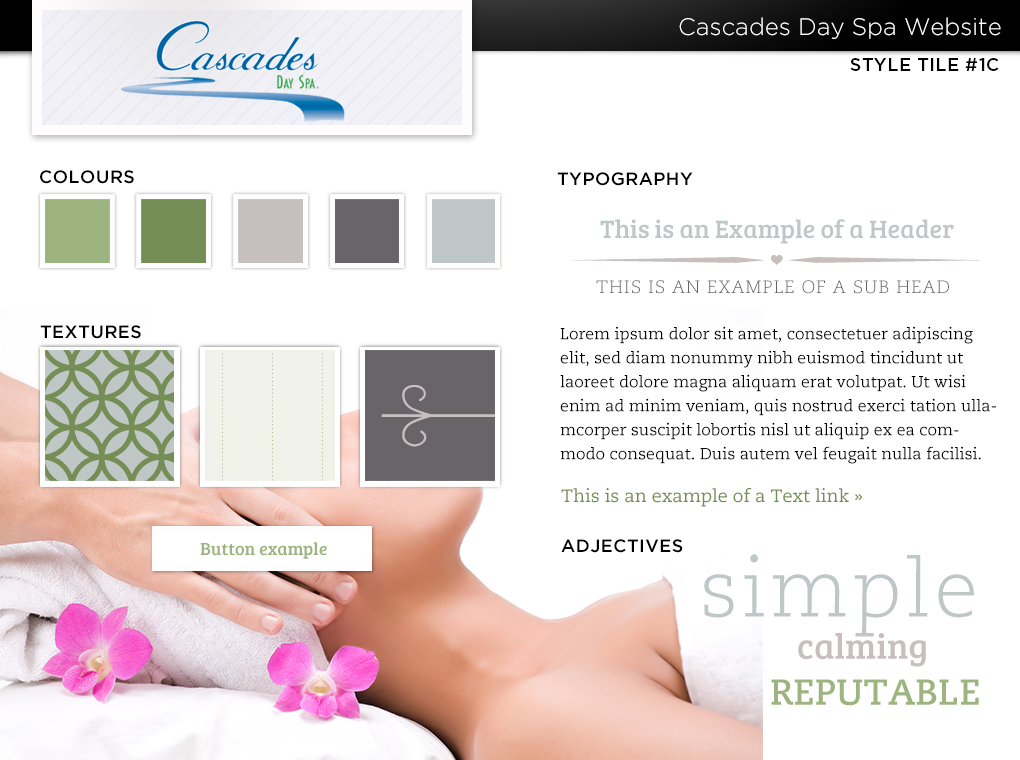 Cascades Day Spa Website
Cascades
DAY SPA.
STYLE TILE #1C
COLOURS
TEXTURES
Button example
TYPOGRAPHY
This is an Example of a Header
THIS IS AN EXAMPLE OF A SUB HEAD
Lorem ipsum dolor sit amet, consectetuer adipiscing
elit, sed diam nonummy nibh euismod tincidunt ut
laoreet dolore magna aliquam erat volutpat. Ut wisi
enim ad minim veniam, quis nostrud exerci tation ulla-
mcorper suscipit lobortis nisl ut aliquip ex ea com-
modo consequat. Duis autem vel feugait nulla facilisi.
This is an example of a Text link »
ADJECTIVES
simple
calming
REPUTABLE